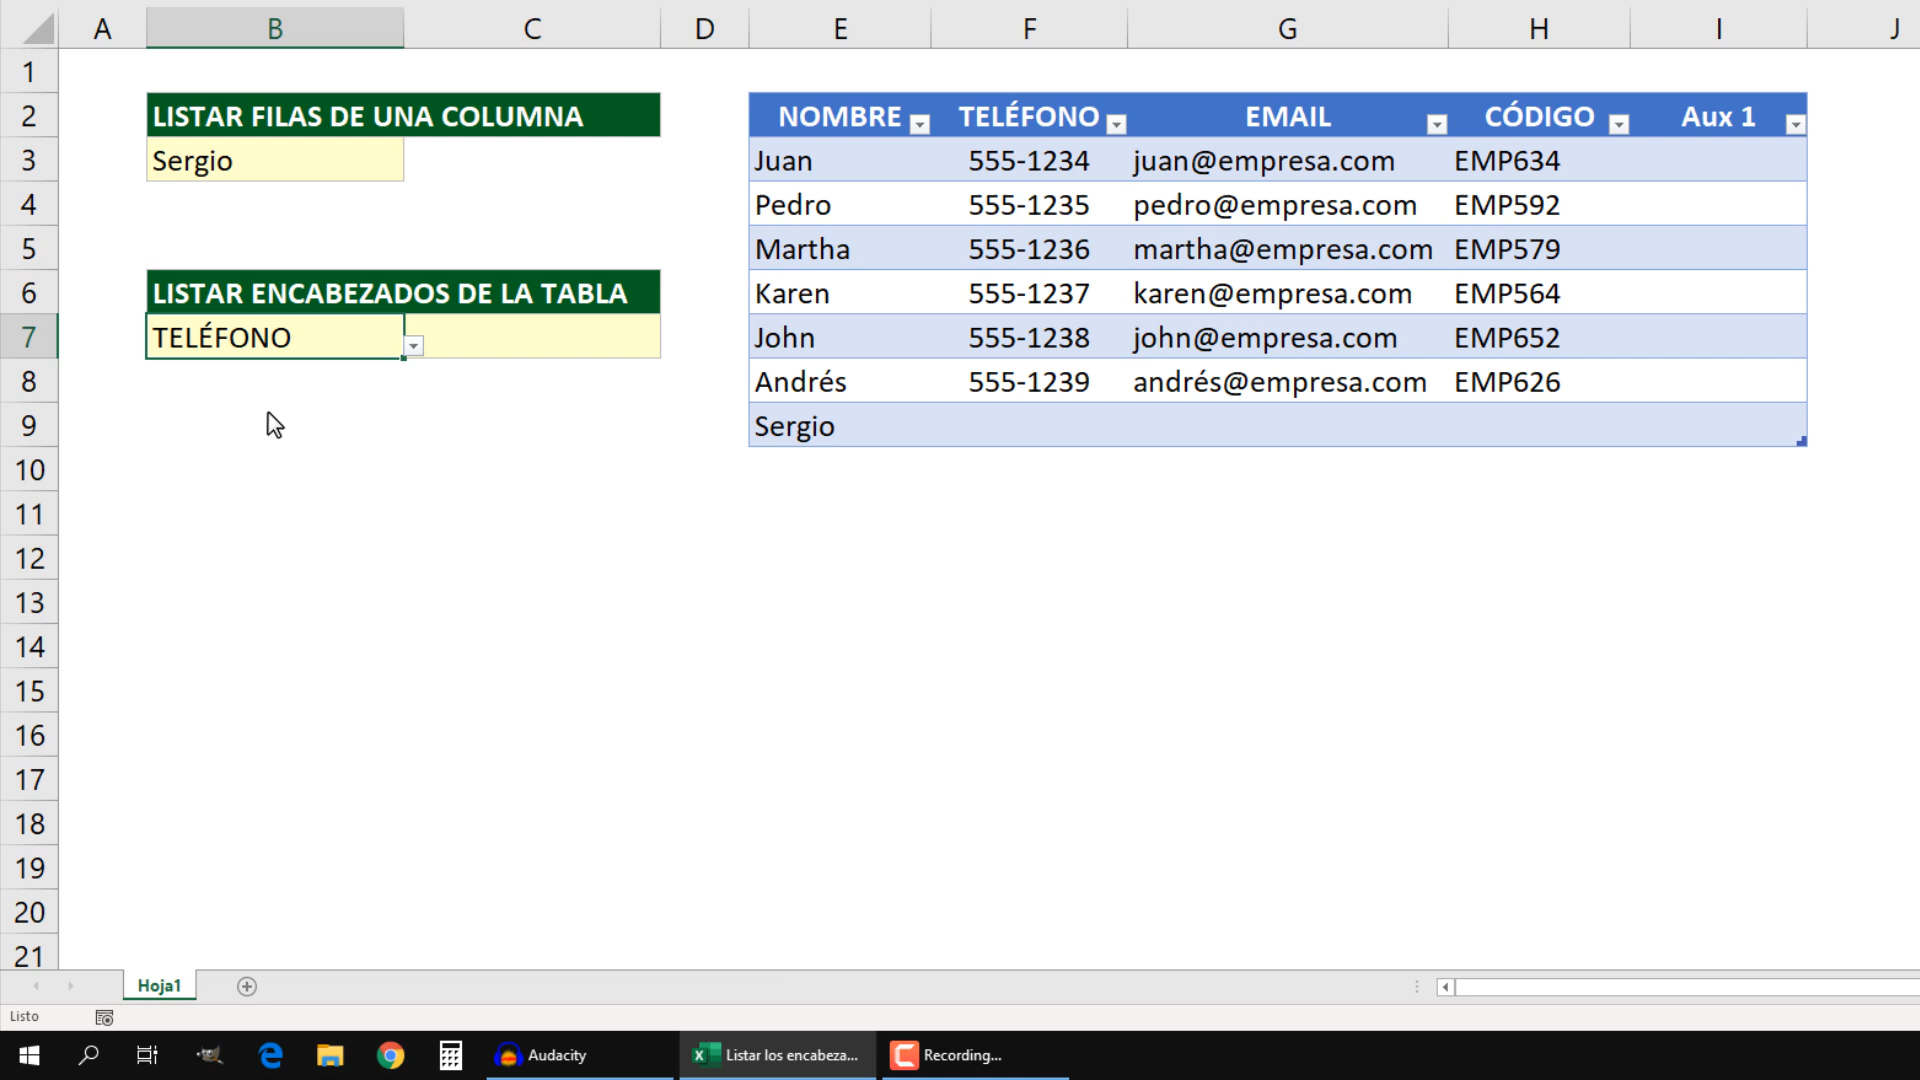 A B C D E F G H I J
1
2 LISTAR FILAS DE UNA COLUMNA NOMBRE TELÉFONO EMAIL CÓDIGO Aux 1
3 Sergio Juan 555-1234 juan@empresa.com EMP634
4 Pedro 555-1235 pedro@empresa.com EMP592
5 Martha 555-1236 martha@empresa.com EMP579
6 LISTAR ENCABEZADOS DE LA TABLA Karen 555-1237 karen@empresa.com EMP564
7 TELÉFONO John 555-1238 john@empresa.com EMP652
8 Andrés 555-1239 andrés@empresa.com EMP626
9 Sergio
10
11
12
13
14
15
16
17
18
19
20
21
Hoja1
Listo
Audacity Listar los encabeza... Recording...